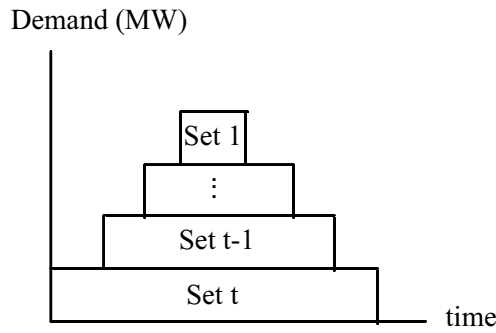 Demand (MW)
Set 1
⋮
Set t-1
Set t
time